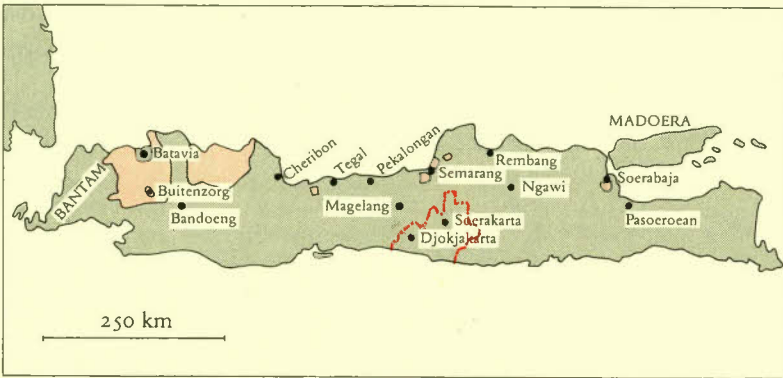 MADOERA
Batavia
Cheribon
Tegal
Pekalongan
Rembang
Semarang
Soerabaja
BANTAM
Buitenzorg
Ngawi
Bandoeng
Magelang
Pasoeroean
Soerakarta
Djokjakarta
250 km